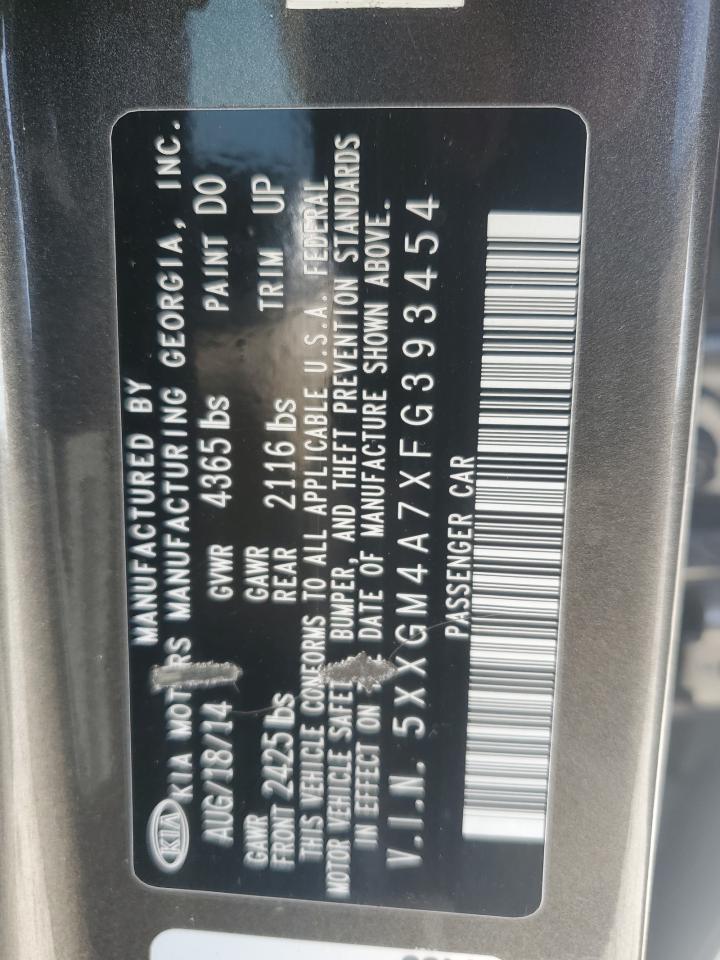 MANUFACTURED BY
KIA KIA MOTORS MANUFACTURING GEORGIA, INC.
AUG/18/14 GVWR 4365 lbs PAINT DO
GAWR FRONT 2425 lbs GAWR REAR 2116 lbs TRIM UP
THIS VEHICLE CONFORMS TO ALL APPLICABLE U.S.A. FEDERAL
MOTOR VEHICLE SAFETY BUMPER, AND THEFT PREVENTION STANDARDS
IN EFFECT ON DATE OF MANUFACTURE SHOWN ABOVE.
V.I.N. 5XXGM4A7XFG393454
PASSENGER CAR